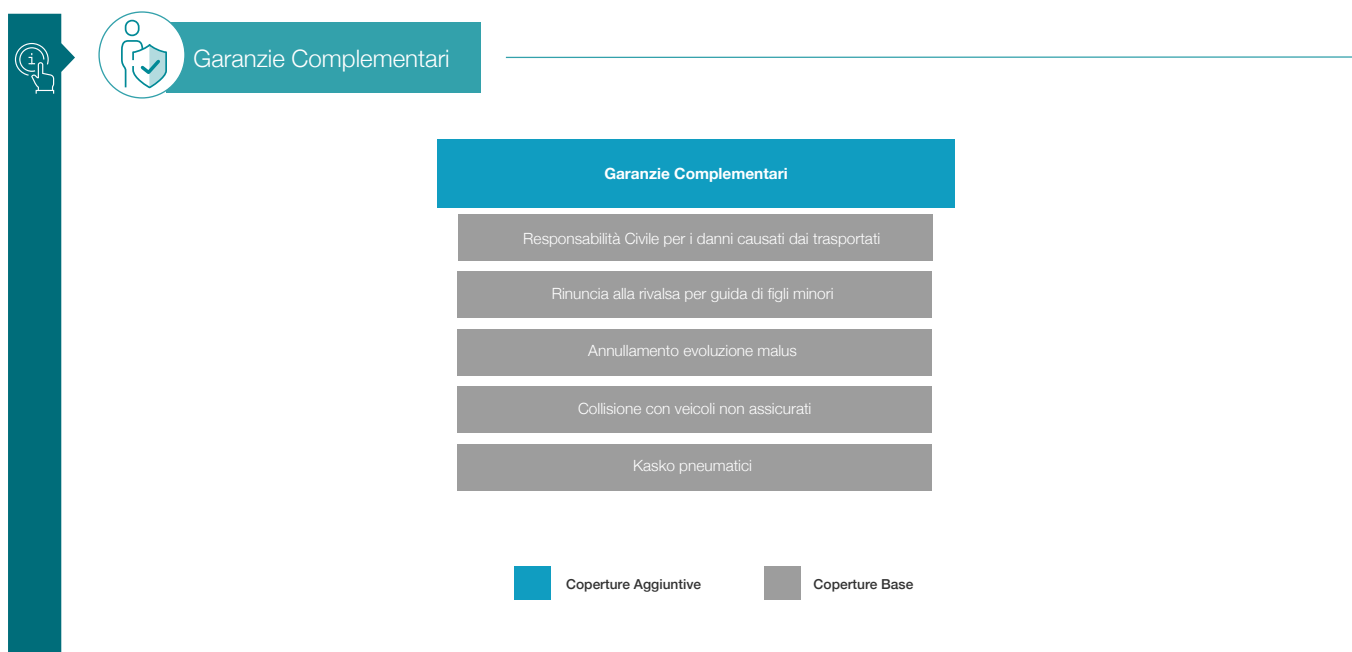 Garanzie Complementari
Garanzie Complementari
Responsabilità Civile per i danni causati dai trasportati
Rinuncia alla rivalsa per guida di figli minori
Annullamento evoluzione malus
Collisione con veicoli non assicurati
Kasko pneumatici
Coperture Aggiuntive
Coperture Base